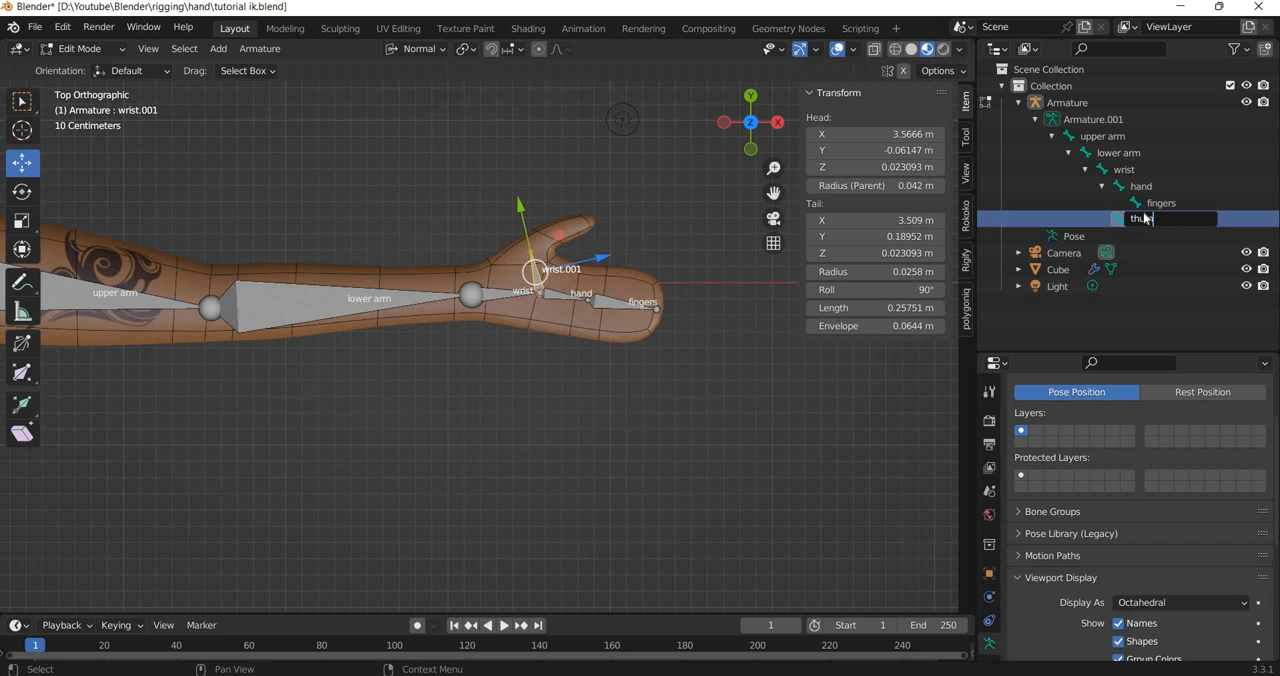 Blender* [D:\Youtube\Blender\rigging\hand\tutorial ik.blend]
File Edit Render Window Help Layout Modeling Sculpting UV Editing Texture Paint Shading Animation Rendering Compositing Geometry Nodes Scripting + Scene ViewLayer
Edit Mode View Select Add Armature Normal
Orientation: Default Drag: Select Box X Options
Top Orthographic
(1) Armature : wrist.001
10 Centimeters
Y
Z
X
upper arm
lower arm
wrist
wrist.001
hand
fingers
Transform
Head:
X 3.5666 m
Y -0.06147 m
Z 0.023093 m
Radius (Parent) 0.042 m
Tail:
X 3.509 m
Y 0.18952 m
Z 0.023093 m
Radius 0.0258 m
Roll 90°
Length 0.25751 m
Envelope 0.0644 m
Item
Tool
View
Rokoko
Rigify
polygoniq
Scene Collection
Collection
Armature
Armature.001
upper arm
lower arm
wrist
hand
fingers
Pose
Camera
Cube
Light
Pose Position Rest Position
Layers:
Protected Layers:
Bone Groups
Pose Library (Legacy)
Motion Paths
Viewport Display
Display As Octahedral
Show Names
Shapes
Group Colors
Playback Keying View Marker 1 Start 1 End 250
1 20 40 60 80 100 120 140 160 180 200 220 240
Select Pan View Context Menu 3.3.1